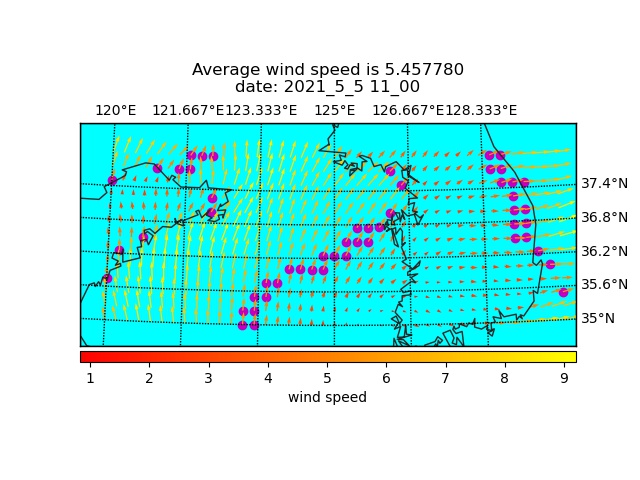 Average wind speed is 5.457780
date: 2021_5_5 11_00
120°E 121.667°E 123.333°E 125°E 126.667°E 128.333°E
37.4°N
36.8°N
36.2°N
35.6°N
35°N
1 2 3 4 5 6 7 8 9
wind speed